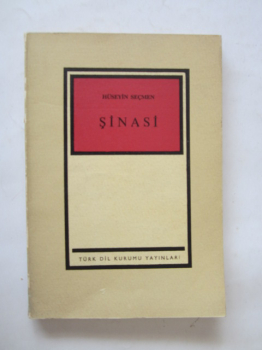 HÜSEYİN SEÇMEN
ŞİNASİ
TÜRK DİL KURUMU YAYINLARI